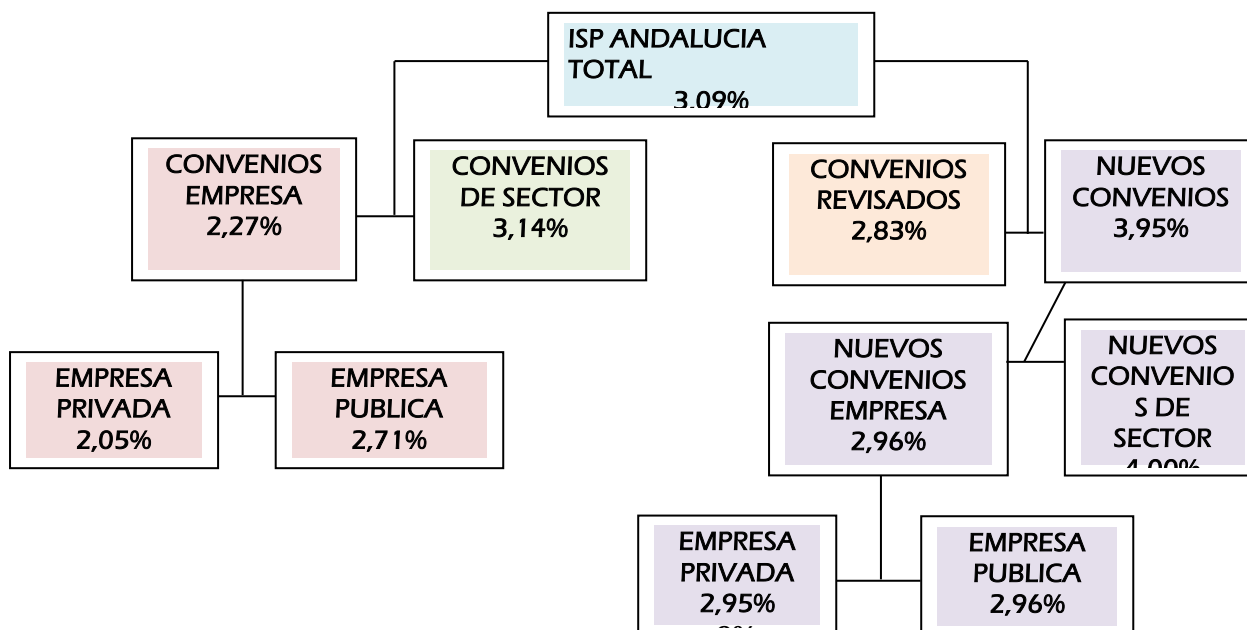 ISP ANDALUCIA
TOTAL
3,09%
CONVENIOS
EMPRESA
2,27%
CONVENIOS
DE SECTOR
3,14%
CONVENIOS
REVISADOS
2,83%
NUEVOS
CONVENIOS
3,95%
EMPRESA
PRIVADA
2,05%
EMPRESA
PUBLICA
2,71%
NUEVOS
CONVENIOS
EMPRESA
2,96%
NUEVOS
CONVENIO
S DE
SECTOR
4,00%
EMPRESA
PRIVADA
2,95%
EMPRESA
PUBLICA
2,96%